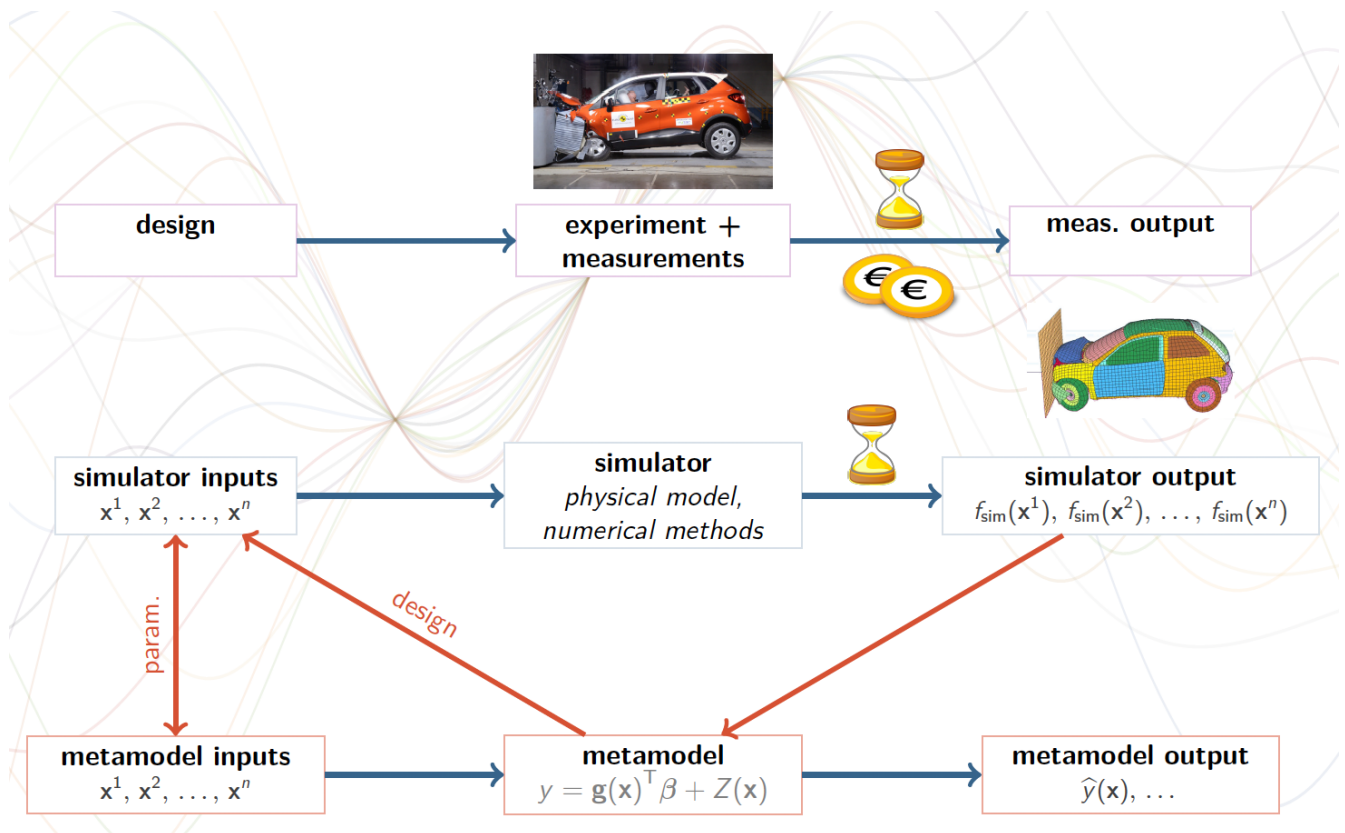 design
experiment +
measurements
meas. output
€ €
simulator inputs
x¹, x², …, xⁿ
simulator
physical model,
numerical methods
simulator output
f_sim(x¹), f_sim(x²), …, f_sim(xⁿ)
param.
design
metamodel inputs
x¹, x², …, xⁿ
metamodel
y = g(x)ᵀβ + Z(x)
metamodel output
ŷ(x), …